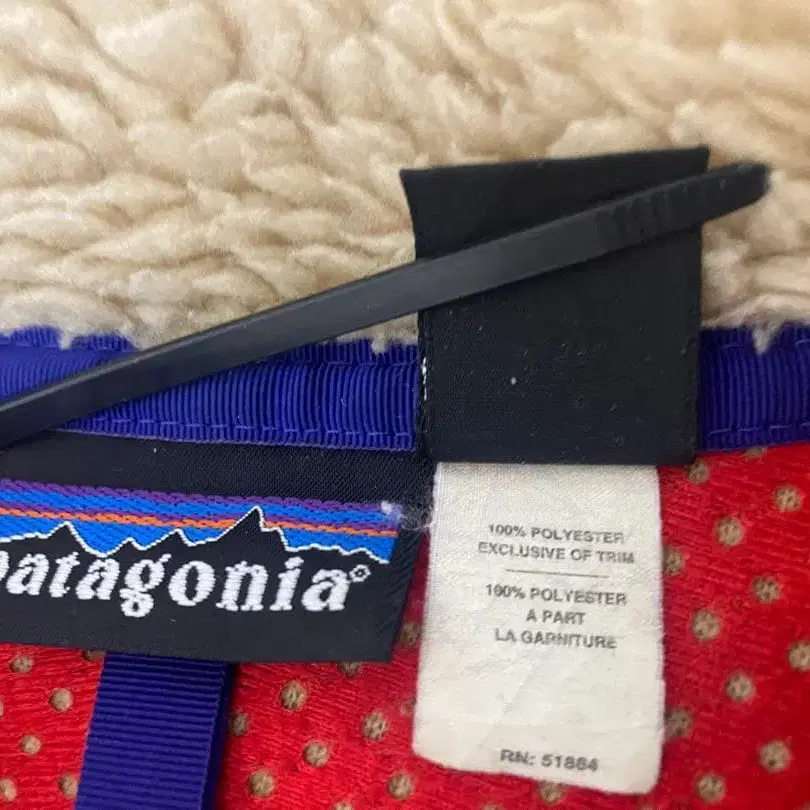 patagonia®
100% POLYESTER
EXCLUSIVE OF TRIM
100% POLYESTER
A PART
LA GARNITURE
RN: 51884